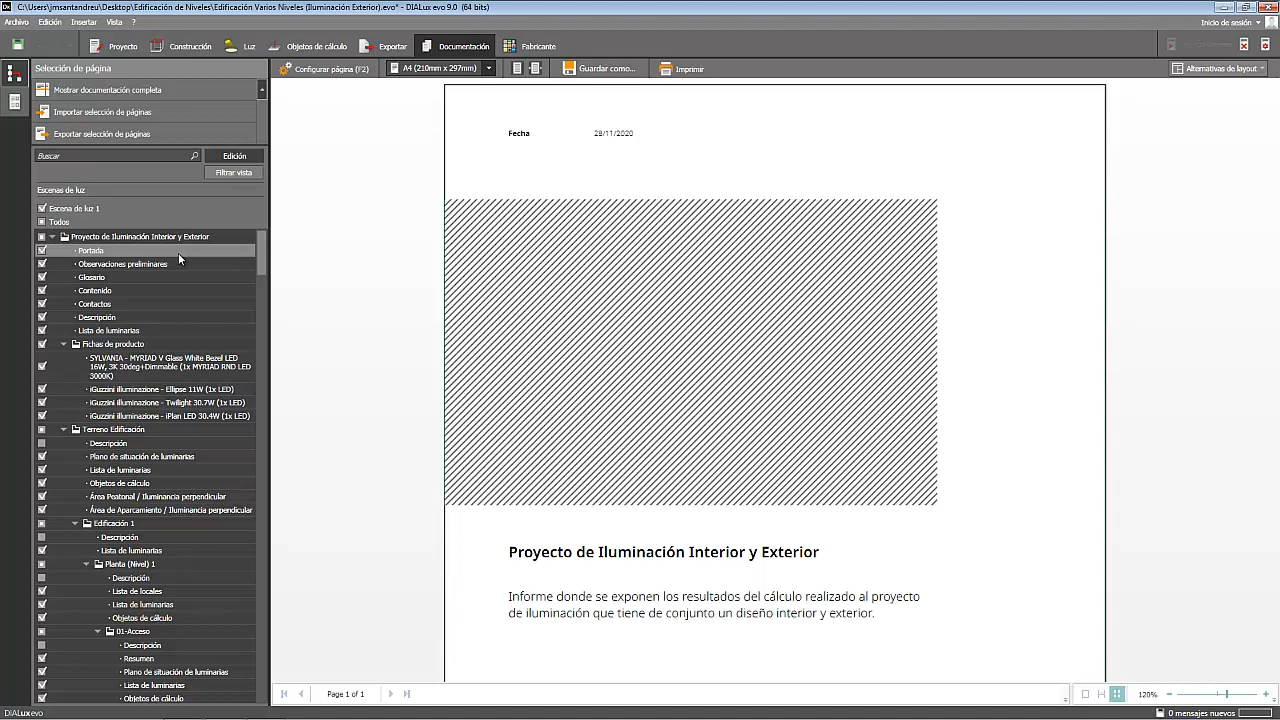 C:\Users\jmsantandreu\Desktop\Edificación de Niveles\Edificación Varios Niveles (Iluminación Exterior).evo* - DIALux evo 9.0 (64 bits)
Archivo Edición Insertar Vista ?
Inicio de sesión
Proyecto Construcción Luz Objetos de cálculo Exportar Documentación Fabricante
Selección de página
Configurar página (F2) A4 (210mm x 297mm) Guardar como... Imprimir Alternativas de layout
Mostrar documentación completa
Importar selección de páginas
Exportar selección de páginas
Buscar Edición
Filtrar vista
Escenas de luz
Escena de luz 1
Todos
Proyecto de Iluminación Interior y Exterior
Portada
Observaciones preliminares
Glosario
Contenido
Contactos
Descripción
Lista de luminarias
Fichas de producto
SYLVANIA - MYRIAD V Glass White Bezel LED
16W, 3K 30deg+Dimmable (1x MYRIAD RND LED
3000K)
iGuzzini illuminazione - Ellipse 11W (1x LED)
iGuzzini illuminazione - Twilight 30.7W (1x LED)
iGuzzini illuminazione - iPlan LED 30.4W (1x LED)
Terreno Edificación
Descripción
Plano de situación de luminarias
Lista de luminarias
Objetos de cálculo
Área Peatonal / Iluminancia perpendicular
Área de Aparcamiento / Iluminancia perpendicular
Edificación 1
Descripción
Lista de luminarias
Planta (Nivel) 1
Descripción
Lista de locales
Lista de luminarias
Objetos de cálculo
01-Acceso
Descripción
Resumen
Plano de situación de luminarias
Lista de luminarias
Objetos de cálculo
Fecha 28/11/2020
Proyecto de Iluminación Interior y Exterior
Informe donde se exponen los resultados del cálculo realizado al proyecto
de iluminación que tiene de conjunto un diseño interior y exterior.
Page 1 of 1
120%
DIALux evo
0 mensajes nuevos